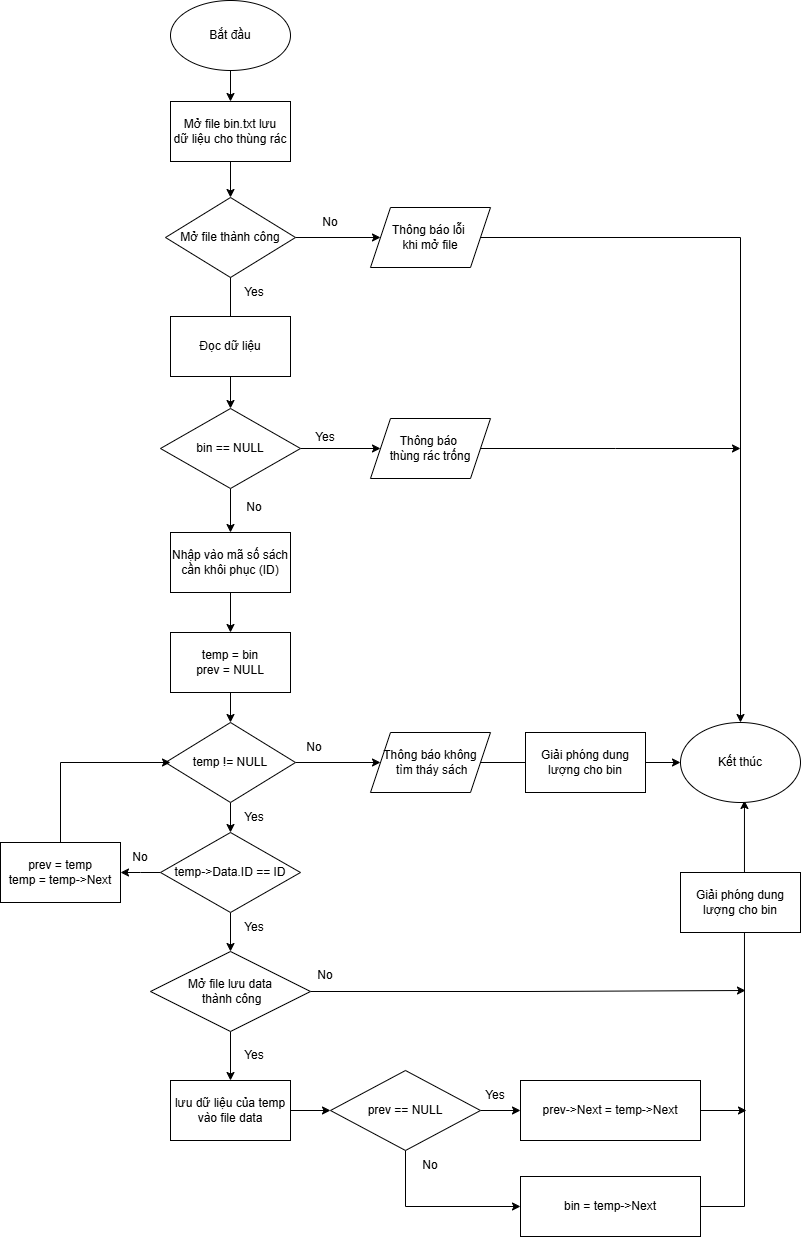 Bắt đầu
Mở file bin.txt lưu
dữ liệu cho thùng rác
Mở file thành công
No
Thông báo lỗi
khi mở file
Yes
Đọc dữ liệu
bin == NULL
Yes
Thông báo
thùng rác trống
No
Nhập vào mã số sách
cần khôi phục (ID)
temp = bin
prev = NULL
temp != NULL
No
Thông báo không
tìm tháy sách
Giải phóng dung
lượng cho bin
Kết thúc
Yes
prev = temp
temp = temp->Next
No
temp->Data.ID == ID
Giải phóng dung
lượng cho bin
Yes
Mở file lưu data
thành công
No
Yes
lưu dữ liệu của temp
vào file data
prev == NULL
Yes
prev->Next = temp->Next
No
bin = temp->Next